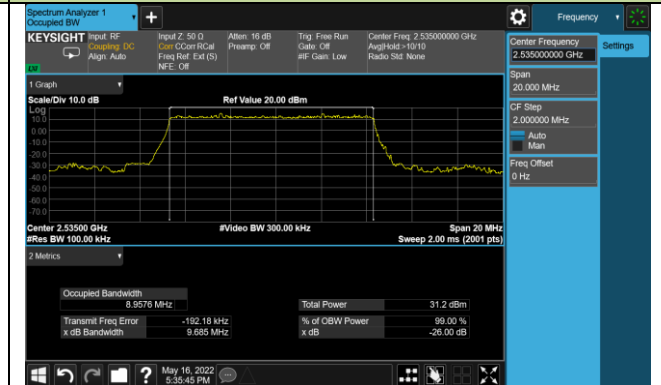 Spectrum Analyzer 1
Occupied BW
+
Frequency
KEYSIGHT
Input: RF
Coupling: DC
Align: Auto
Input Z: 50 Ω
Corr CCorr RCal
Freq Ref: Ext (S)
NFE: Off
Atten: 16 dB
Preamp: Off
Trig: Free Run
Gate: Off
#IF Gain: Low
Center Freq: 2.535000000 GHz
Avg|Hold:>10/10
Radio Std: None
LW
Center Frequency
2.535000000 GHz
Settings
Span
20.000 MHz
CF Step
2.000000 MHz
Auto
Man
Freq Offset
0 Hz
1 Graph
Scale/Div 10.0 dB
Ref Value 20.00 dBm
Log
10.0
0.00
-10.0
-20.0
-30.0
-40.0
-50.0
-60.0
-70.0
Center 2.53500 GHz
#Video BW 300.00 kHz
Span 20 MHz
#Res BW 100.00 kHz
Sweep 2.00 ms (2001 pts)
2 Metrics
Occupied Bandwidth
8.9576 MHz
Total Power
31.2 dBm
Transmit Freq Error
-192.18 kHz
% of OBW Power
99.00 %
x dB Bandwidth
9.685 MHz
x dB
-26.00 dB
?
May 16, 2022
5:35:45 PM